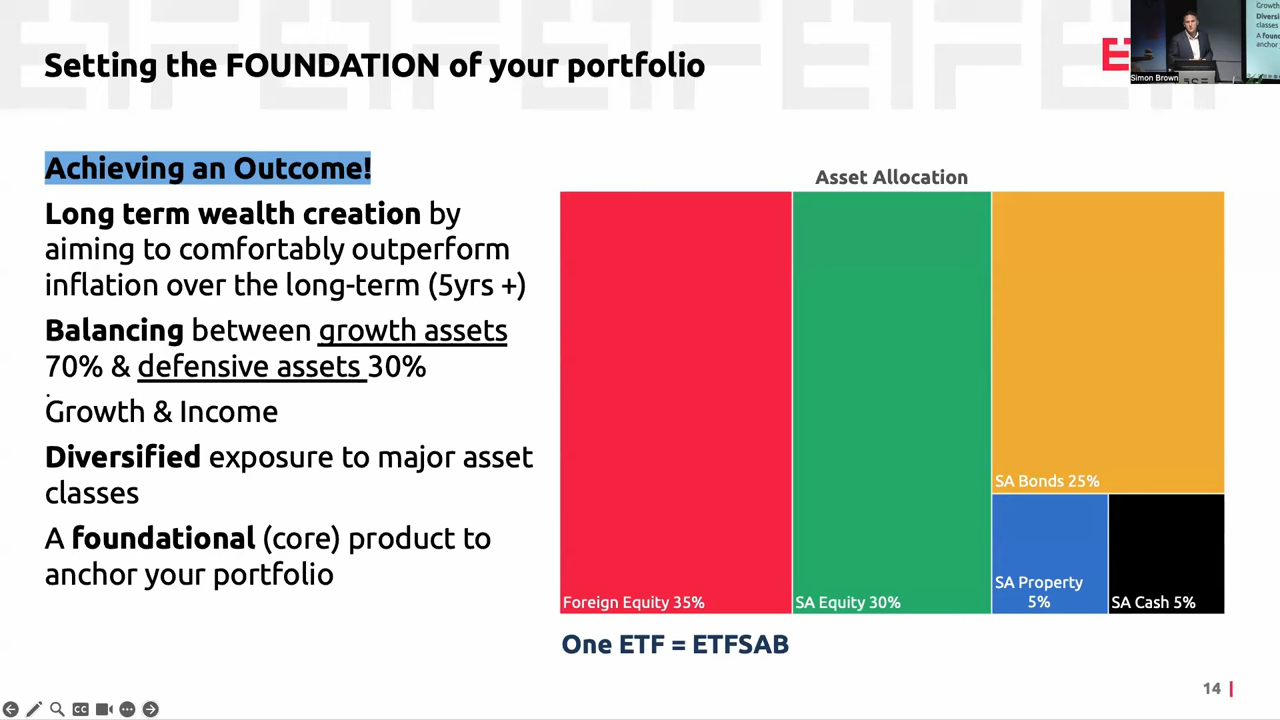 Setting the FOUNDATION of your portfolio
Simon Brown
Achieving an Outcome!
Long term wealth creation by
aiming to comfortably outperform
inflation over the long-term (5yrs +)
Balancing between growth assets
70% & defensive assets 30%
Growth & Income
Diversified exposure to major asset
classes
A foundational (core) product to
anchor your portfolio
Asset Allocation
Foreign Equity 35%
SA Equity 30%
SA Bonds 25%
SA Property
5%
SA Cash 5%
One ETF = ETFSAB
14
CC